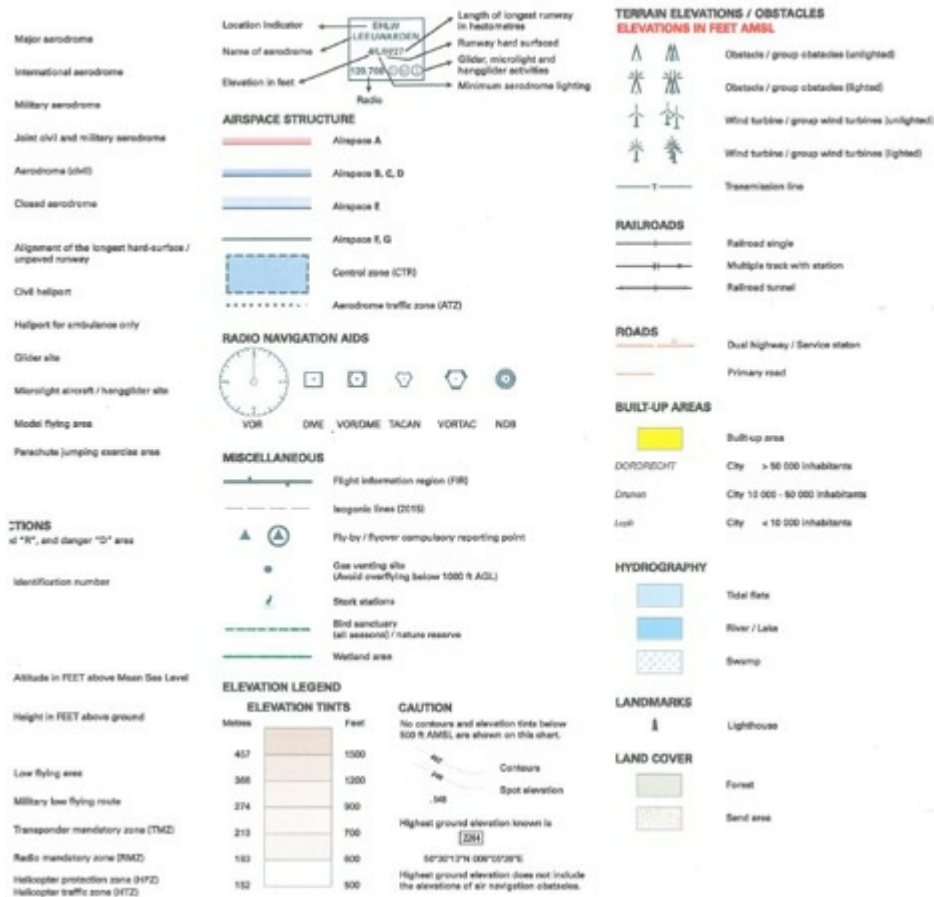 Major aerodrome
International aerodrome
Military aerodrome
Joint civil and military aerodrome
Aerodrome (civil)
Closed aerodrome
Alignment of the longest hard-surface /
unpaved runway
Civil heliport
Heliport for ambulance only
Glider site
Microlight aircraft / hangglider site
Model flying area
Parachute jumping exercise area
CTIONS
"R", and danger "D" area
Identification number
Altitude in FEET above Mean Sea Level
Height in FEET above ground
Low flying area
Military low flying route
Transponder mandatory zone (TMZ)
Radio mandatory zone (RMZ)
Helicopter protection zone (HPZ)
Helicopter traffic zone (HTZ)
Location indicator
Name of aerodrome
Elevation in feet
EHLW
LEEUWARDEN
Radio
Length of longest runway
in hectometres
Runway hard surfaced
Glider, microlight and
hangglider activities
Minimum aerodrome lighting
AIRSPACE STRUCTURE
Airspace A
Airspace B, C, D
Airspace E
Airspace F, G
Control zone (CTR)
Aerodrome traffic zone (ATZ)
RADIO NAVIGATION AIDS
VOR DME VOR/DME TACAN VORTAC NDB
MISCELLANEOUS
Flight information region (FIR)
Isogonic lines (2015)
Fly-by / flyover compulsory reporting point
Gas venting site
(Avoid overflying below 1000 ft AGL)
Stork stations
Bird sanctuary
(all seasons) / nature reserve
Wetland area
ELEVATION LEGEND
ELEVATION TINTS
Metres Feet
457 1500
366 1200
274 900
213 700
183 600
152 500
CAUTION
No contours and elevation tints below
500 ft AMSL are shown on this chart.
Contours
Spot elevation
Highest ground elevation known is
2264
Highest ground elevation does not include
the elevations of air navigation obstacles.
TERRAIN ELEVATIONS / OBSTACLES
ELEVATIONS IN FEET AMSL
Obstacle / group obstacles (unlighted)
Obstacle / group obstacles (lighted)
Wind turbine / group wind turbines (unlighted)
Wind turbine / group wind turbines (lighted)
T
Transmission line
RAILROADS
Railroad single
Multiple track with station
Railroad tunnel
ROADS
Dual highway / Service station
Primary road
BUILT-UP AREAS
Built-up area
DORDRECHT City > 50 000 inhabitants
Drunen City 10 000 - 50 000 inhabitants
City < 10 000 inhabitants
HYDROGRAPHY
Tidal flats
River / Lake
Swamp
LANDMARKS
Lighthouse
LAND COVER
Forest
Sand area